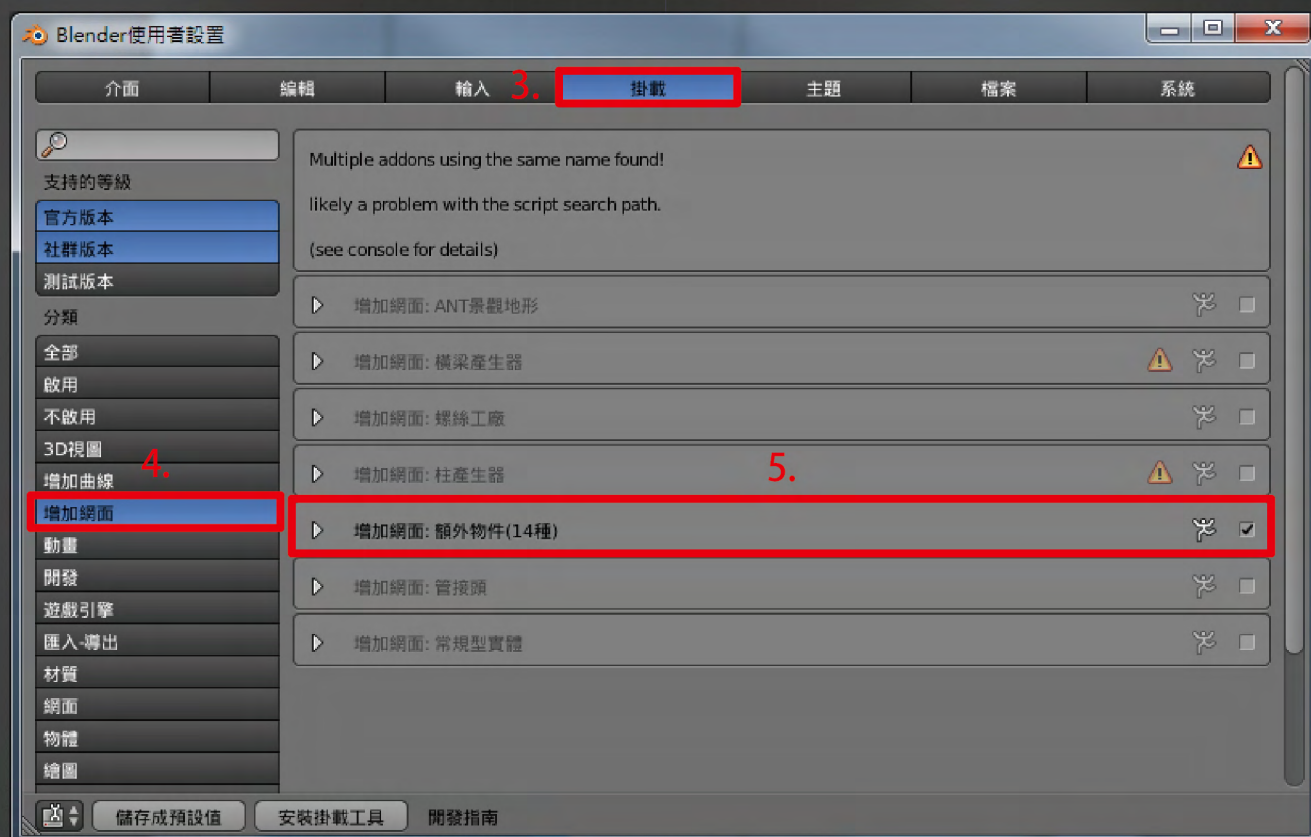 Blender使用者設置
介面 編輯 輸入 3. 掛載 主題 檔案 系統
支持的等級
官方版本
社群版本
測試版本
分類
全部
啟用
不啟用
3D視圖
4.
增加曲線
增加網面
動畫
開發
遊戲引擎
匯入-導出
材質
網面
物體
繪圖
Multiple addons using the same name found!
likely a problem with the script search path.
(see console for details)
增加網面: ANT景觀地形
增加網面: 橫梁產生器
增加網面: 螺絲工廠
增加網面: 柱產生器
5.
增加網面: 額外物件(14種)
增加網面: 管接頭
增加網面: 常規型實體
儲存成預設值 安裝掛載工具 開發指南